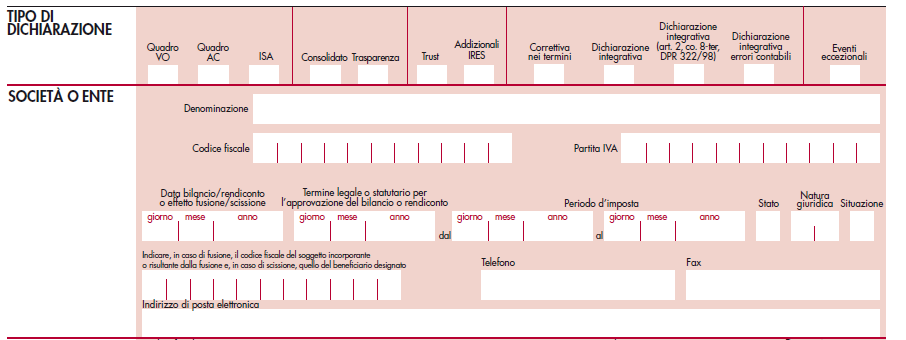 TIPO DI
DICHIARAZIONE
Quadro
VO
Quadro
AC
ISA
Consolidato
Trasparenza
Trust
Addizionali
IRES
Correttiva
nei termini
Dichiarazione
integrativa
Dichiarazione
integrativa
(art. 2, co. 8-ter,
DPR 322/98)
Dichiarazione
integrativa
errori contabili
Eventi
eccezionali
SOCIETÀ O ENTE
Denominazione
Codice fiscale
Partita IVA
Data bilancio/rendiconto
o effetto fusione/scissione
giorno mese anno
Termine legale o statutario per
l'approvazione del bilancio o rendiconto
giorno mese anno
Periodo d'imposta
dal
giorno mese anno
al
giorno mese anno
Stato
Natura
giuridica
Situazione
Indicare, in caso di fusione, il codice fiscale del soggetto incorporante
o risultante dalla fusione e, in caso di scissione, quello del beneficiario designato
Telefono
Fax
Indirizzo di posta elettronica